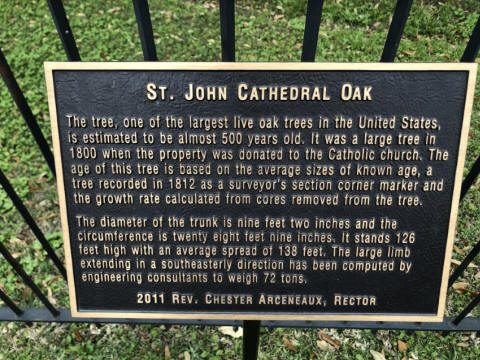 St. John Cathedral Oak
The tree, one of the largest live oak trees in the United States,
is estimated to be almost 500 years old. It was a large tree in
1800 when the property was donated to the Catholic church. The
age of this tree is based on the average sizes of known age, a
tree recorded in 1812 as a surveyor's section corner marker and
the growth rate calculated from cores removed from the tree.
The diameter of the trunk is nine feet two inches and the
circumference is twenty eight feet nine inches. It stands 126
feet high with an average spread of 138 feet. The large limb
extending in a southeasterly direction has been computed by
engineering consultants to weigh 72 tons.
2011 Rev. Chester Arceneaux, Rector